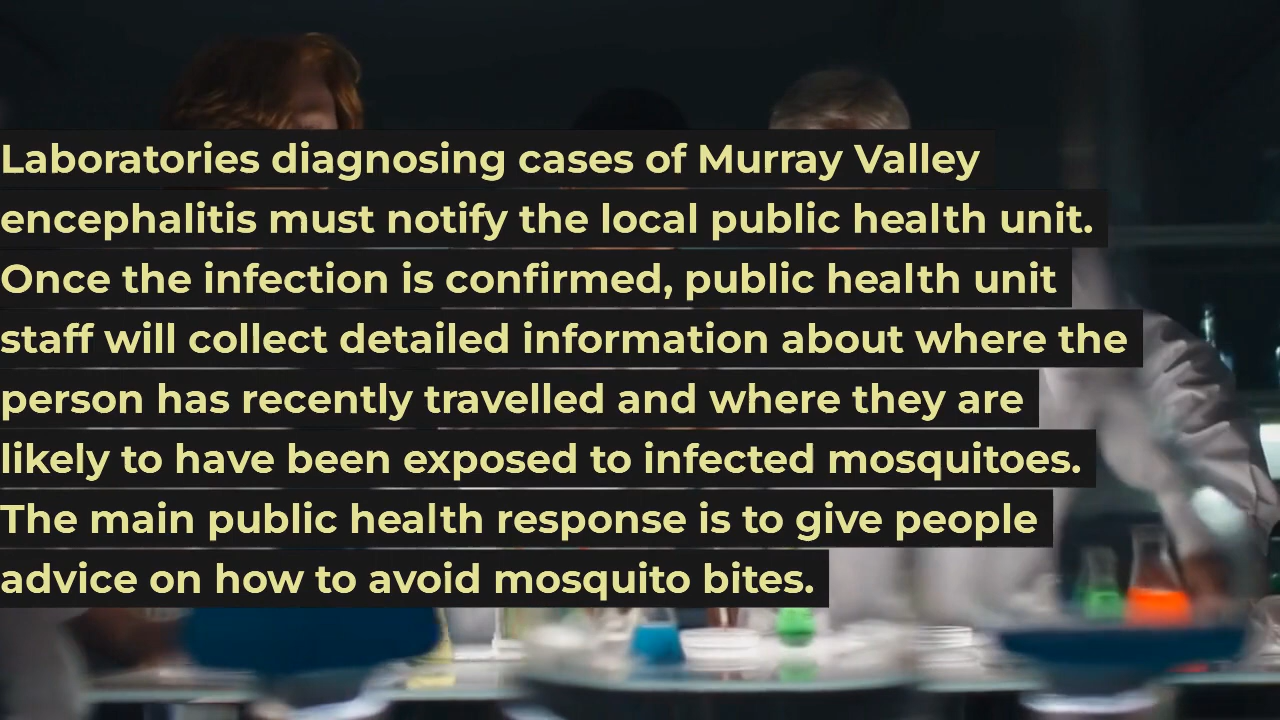 Laboratories diagnosing cases of Murray Valley
encephalitis must notify the local public health unit.
Once the infection is confirmed, public health unit
staff will collect detailed information about where the
person has recently travelled and where they are
likely to have been exposed to infected mosquitoes.
The main public health response is to give people
advice on how to avoid mosquito bites.